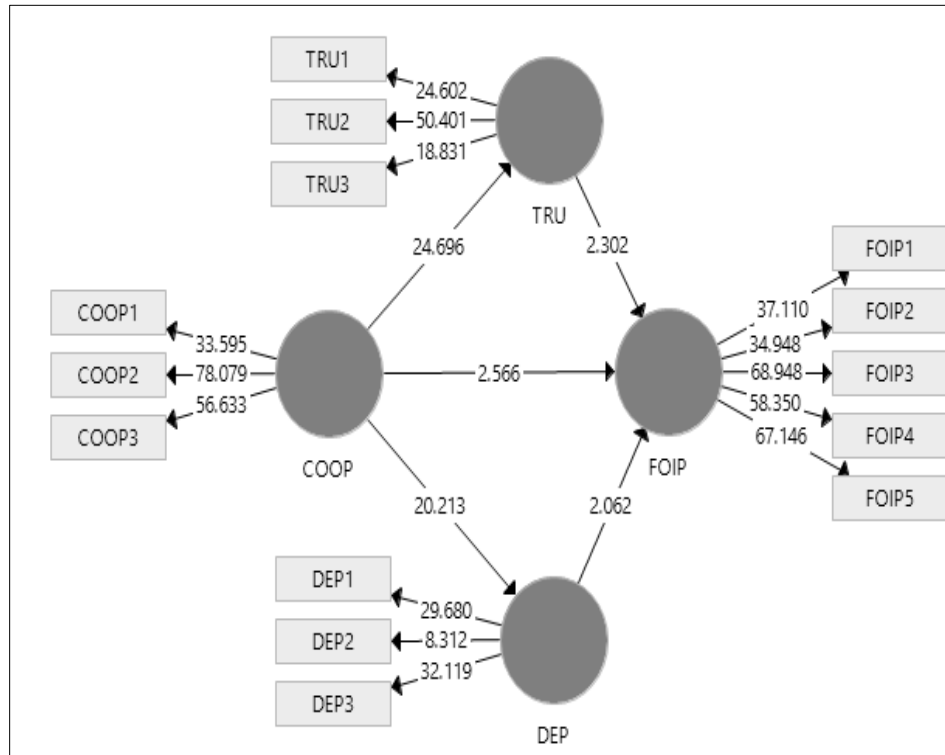 TRU1
TRU2
TRU3
24.602
50.401
18.831
TRU
24.696
2.302
COOP1
COOP2
COOP3
33.595
78.079
56.633
COOP
2.566
FOIP
FOIP1
FOIP2
FOIP3
FOIP4
FOIP5
37.110
34.948
68.948
58.350
67.146
20.213
2.062
DEP1
DEP2
DEP3
29.680
8.312
32.119
DEP